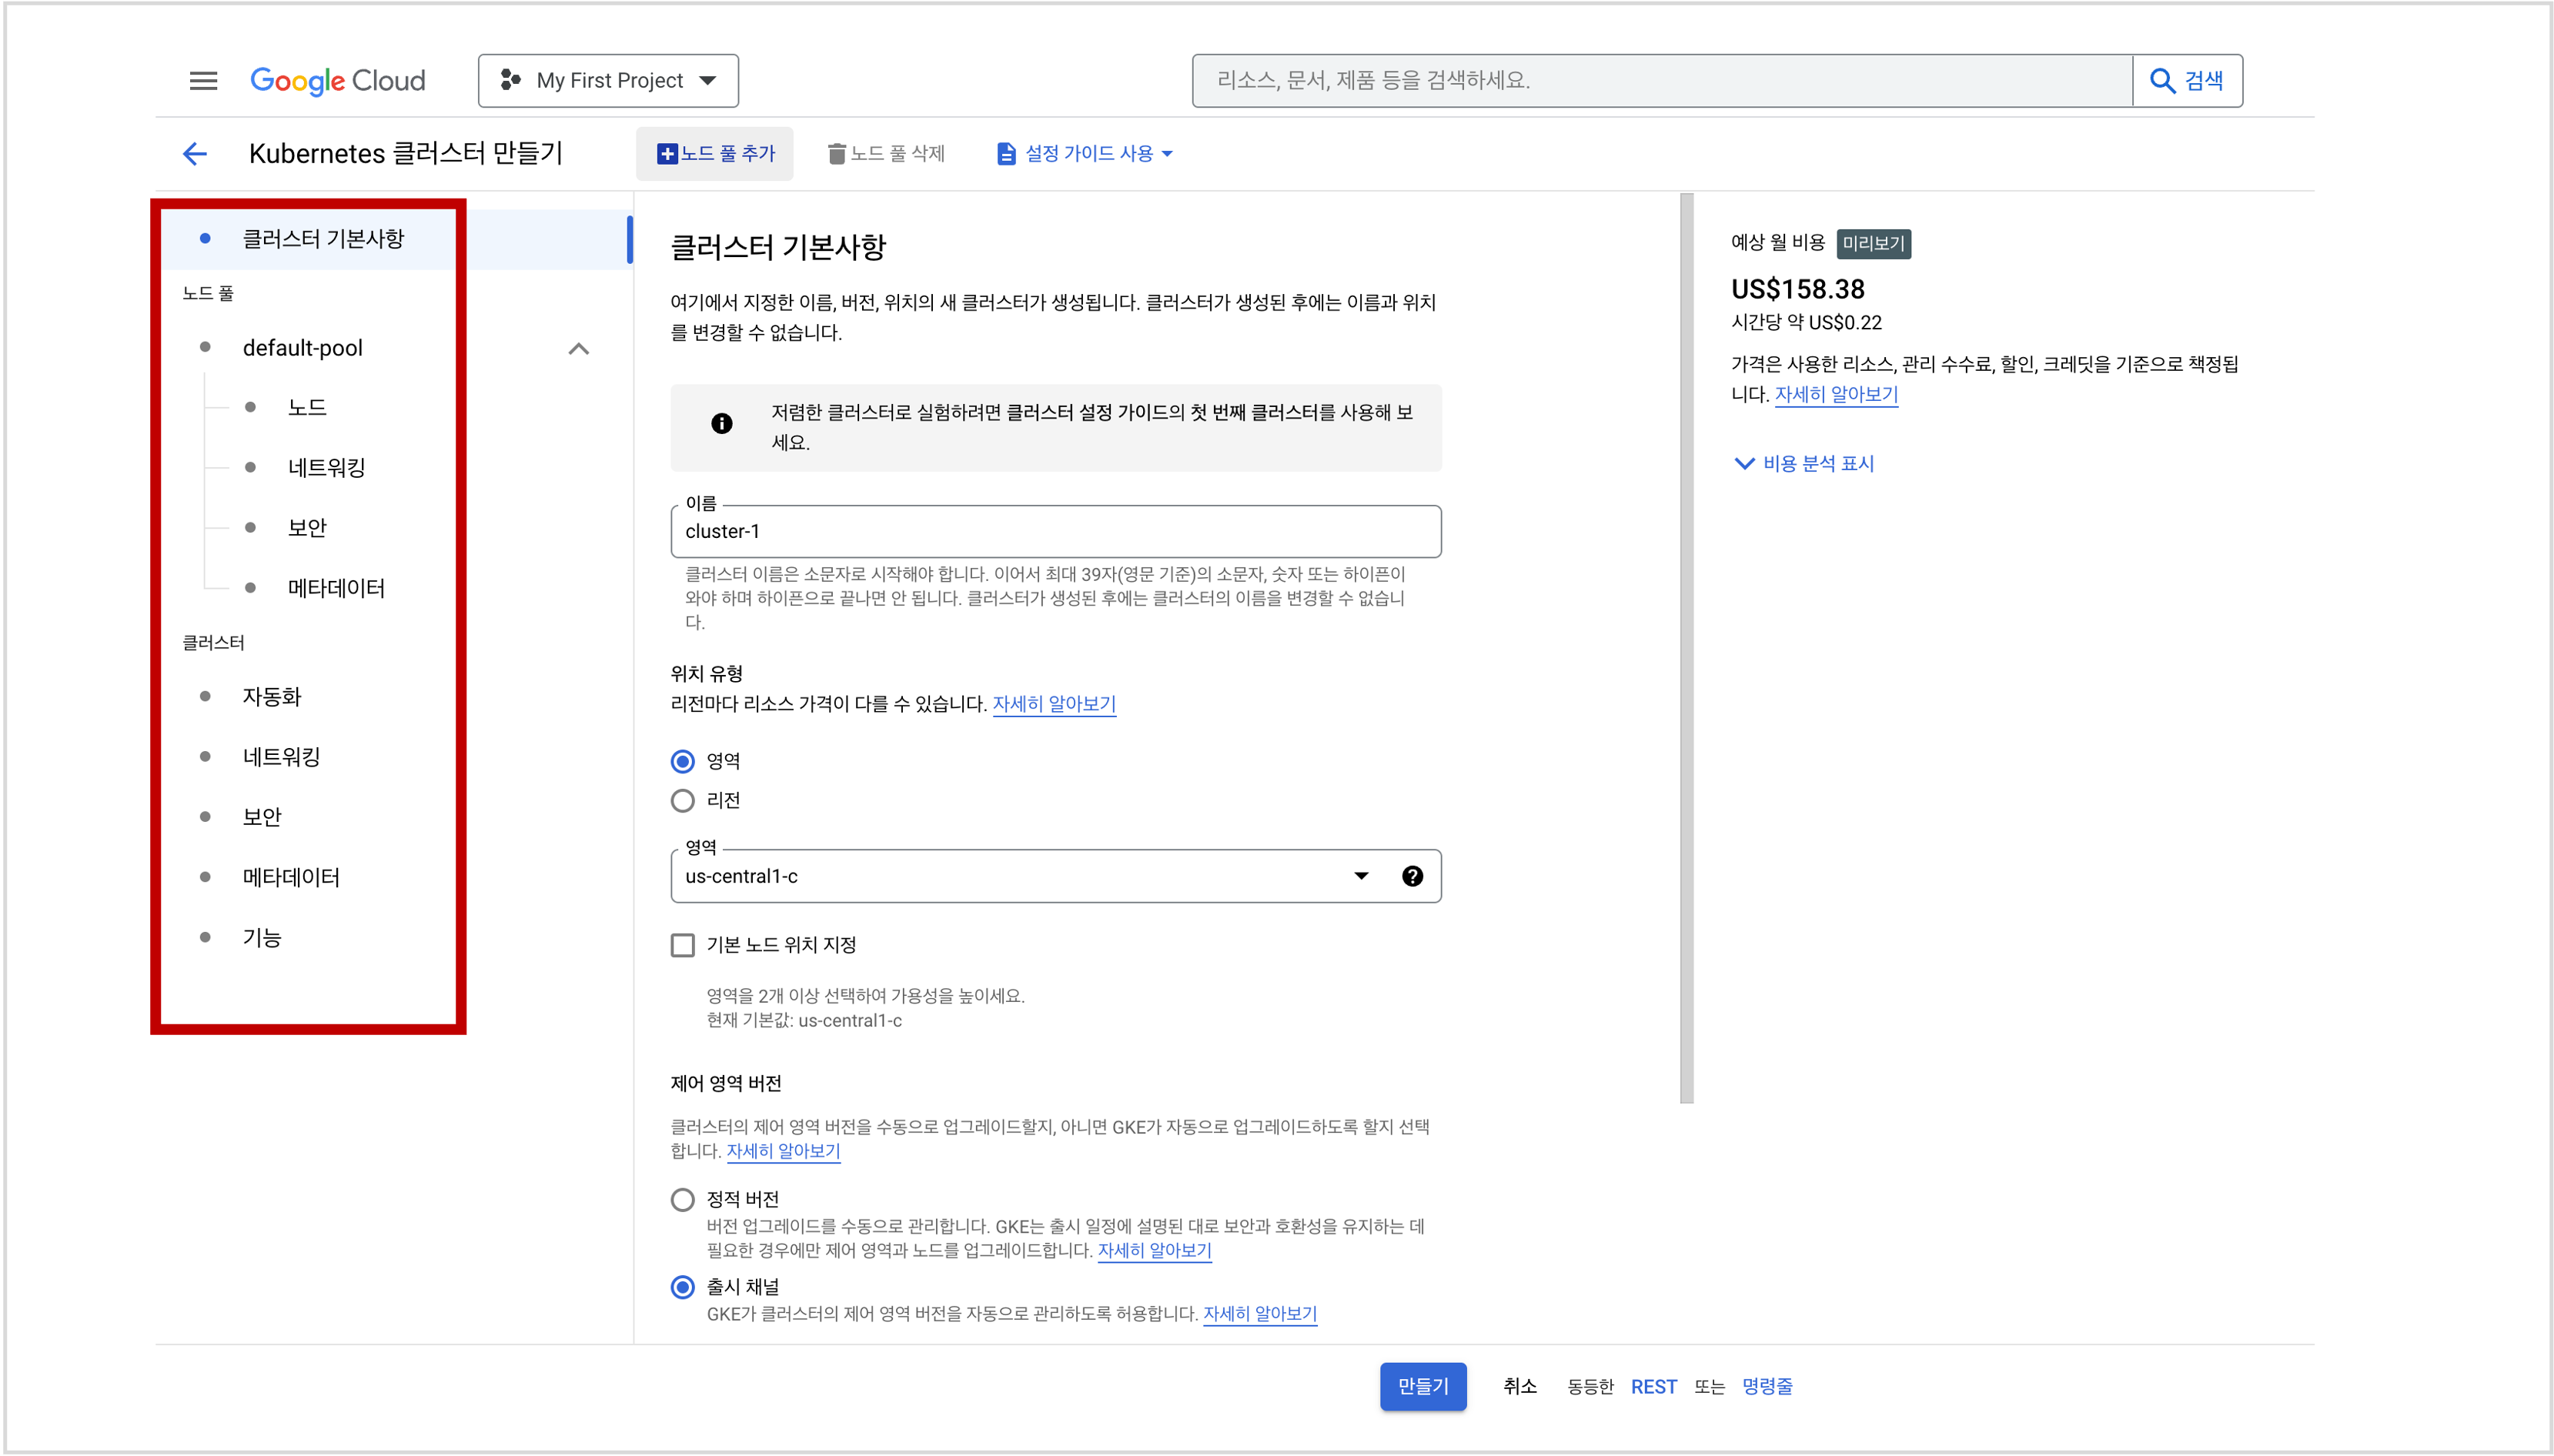 Google Cloud
My First Project
리소스, 문서, 제품 등을 검색하세요.
검색
Kubernetes 클러스터 만들기
노드 풀 추가
노드 풀 삭제
설정 가이드 사용
클러스터 기본사항
노드 풀
default-pool
노드
네트워킹
보안
메타데이터
클러스터
자동화
네트워킹
보안
메타데이터
기능
클러스터 기본사항
여기에서 지정한 이름, 버전, 위치의 새 클러스터가 생성됩니다. 클러스터가 생성된 후에는 이름과 위치
를 변경할 수 없습니다.
저렴한 클러스터로 실험하려면 클러스터 설정 가이드의 첫 번째 클러스터를 사용해 보
세요.
이름
cluster-1
클러스터 이름은 소문자로 시작해야 합니다. 이어서 최대 39자(영문 기준)의 소문자, 숫자 또는 하이픈이
와야 하며 하이픈으로 끝나면 안 됩니다. 클러스터가 생성된 후에는 클러스터의 이름을 변경할 수 없습니
다.
위치 유형
리전마다 리소스 가격이 다를 수 있습니다. 자세히 알아보기
영역
리전
영역
us-central1-c
기본 노드 위치 지정
영역을 2개 이상 선택하여 가용성을 높이세요.
현재 기본값: us-central1-c
제어 영역 버전
클러스터의 제어 영역 버전을 수동으로 업그레이드할지, 아니면 GKE가 자동으로 업그레이드하도록 할지 선택
합니다. 자세히 알아보기
정적 버전
버전 업그레이드를 수동으로 관리합니다. GKE는 출시 일정에 설명된 대로 보안과 호환성을 유지하는 데
필요한 경우에만 제어 영역과 노드를 업그레이드합니다. 자세히 알아보기
출시 채널
GKE가 클러스터의 제어 영역 버전을 자동으로 관리하도록 허용합니다. 자세히 알아보기
예상 월 비용 미리보기
US$158.38
시간당 약 US$0.22
가격은 사용한 리소스, 관리 수수료, 할인, 크레딧을 기준으로 책정됩
니다. 자세히 알아보기
비용 분석 표시
만들기 취소 동등한 REST 또는 명령줄